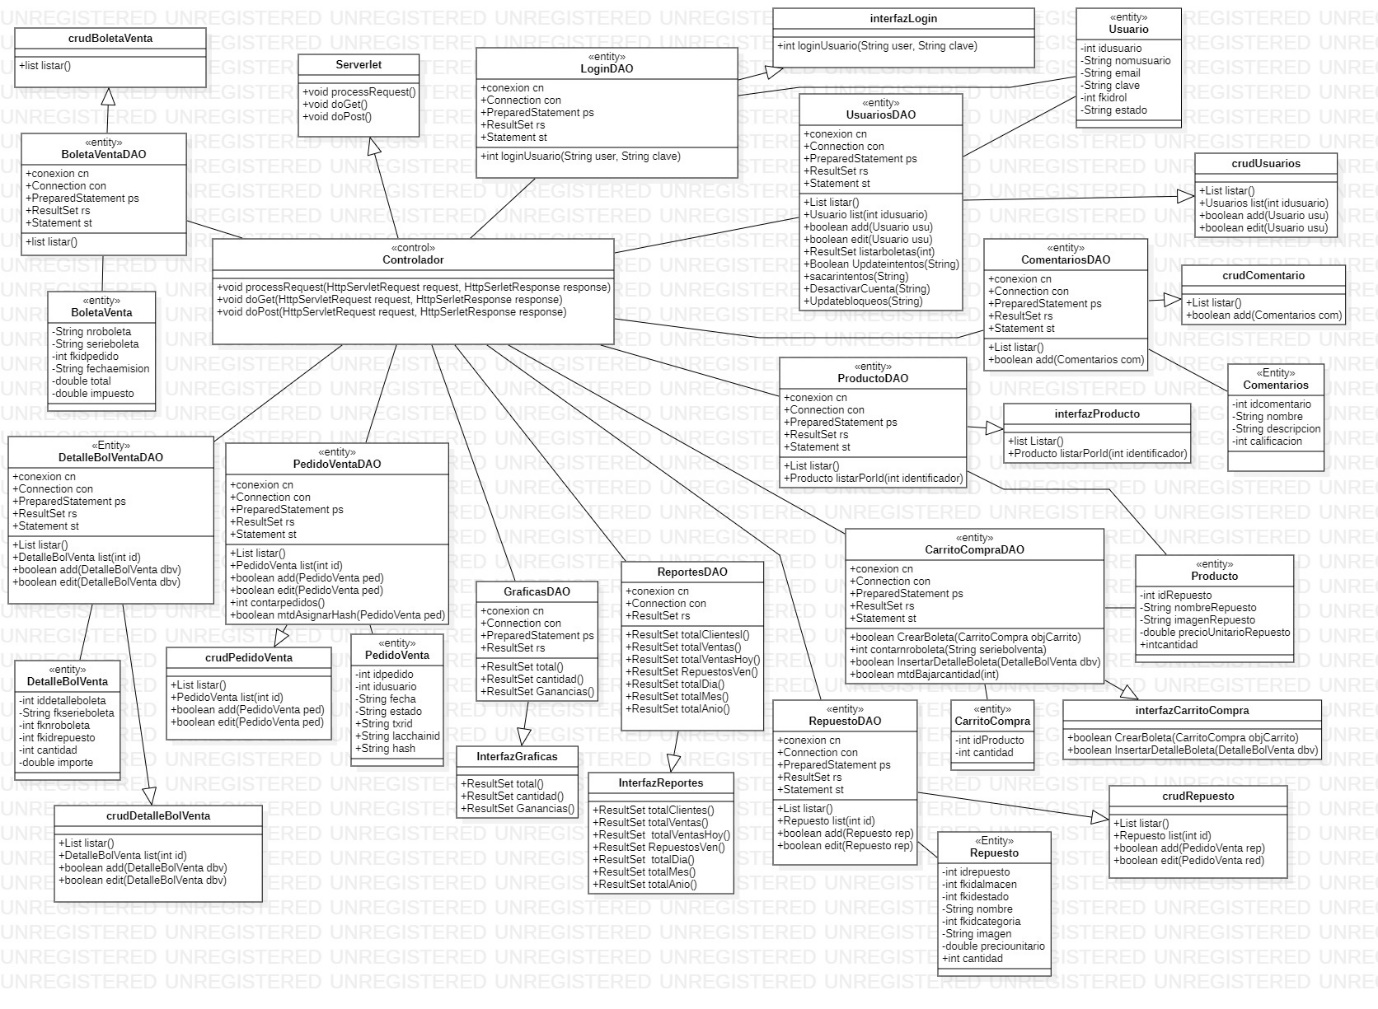 crudBoletaVenta
+list listar()
Serverlet
+void processRequest()
+void doGet()
+void doPost()
«entity»
LoginDAO
+conexion cn
+Connection con
+PreparedStatement ps
+ResultSet rs
+Statement st
+int loginUsuario(String user, String clave)
interfazLogin
+int loginUsuario(String user, String clave)
«entity»
Usuario
-int idusuario
-String nomusuario
-String email
-String clave
-int fkidrol
-String estado
«entity»
UsuariosDAO
+conexion cn
+Connection con
+PreparedStatement ps
+ResultSet rs
+Statement st
+List listar()
+Usuario list(int idusuario)
+boolean add(Usuario usu)
+boolean edit(Usuario usu)
+ResultSet listarboletas(int)
+Boolean Updateintentos(String)
+sacarintentos(String)
+DesactivarCuenta(String)
+Updatebloqueos(String)
crudUsuarios
+List listar()
+Usuarios list(int idusuario)
+boolean add(Usuario usu)
+boolean edit(Usuario usu)
«entity»
BoletaVentaDAO
+conexion cn
+Connection con
+PreparedStatement ps
+ResultSet rs
+Statement st
+list listar()
«control»
Controlador
+void processRequest(HttpServletRequest request, HttpSerletResponse response)
+void doGet(HttpServletRequest request, HttpSerletResponse response)
+void doPost(HttpServletRequest request, HttpSerletResponse response)
«entity»
ComentariosDAO
+conexion cn
+Connection con
+PreparedStatement ps
+ResultSet rs
+Statement st
+List listar()
+boolean add(Comentarios com)
crudComentario
+List listar()
+boolean add(Comentarios com)
«entity»
BoletaVenta
-String nroboleta
-String serieboleta
-int fkidpedido
-String fechaemision
-double total
-double impuesto
«entity»
ProductoDAO
+conexion cn
+Connection con
+PreparedStatement ps
+ResultSet rs
+Statement st
+List listar()
+Producto listarPorId(int identificador)
«Entity»
Comentarios
-int idcomentario
-String nombre
-String descripcion
-int calificacion
interfazProducto
+list Listar()
+Producto listarPorId(int identificador)
«Entity»
DetalleBolVentaDAO
+conexion cn
+Connection con
+PreparedStatement ps
+ResultSet rs
+Statement st
+List listar()
+DetalleBolVenta list(int id)
+boolean add(DetalleBolVenta dbv)
+boolean edit(DetalleBolVenta dbv)
«entity»
PedidoVentaDAO
+conexion cn
+Connection con
+PreparedStatement ps
+ResultSet rs
+Statement st
+List listar()
+PedidoVenta list(int id)
+boolean add(PedidoVenta ped)
+boolean edit(PedidoVenta ped)
+int contarpedidos()
+boolean mtdAsignarHash(PedidoVenta ped)
GraficasDAO
+conexion cn
+Connection con
+PreparedStatement ps
+ResultSet rs
+ResultSet total()
+ResultSet cantidad()
+ResultSet Ganancias()
ReportesDAO
+conexion cn
+Connection con
+ResultSet rs
+ResultSet totalClientesl()
+ResultSet totalVentas()
+ResultSet totalVentasHoy()
+ResultSet RepuestosVen()
+ResultSet totalDia()
+ResultSet totalMes()
+ResultSet totalAnio()
«entity»
CarritoCompraDAO
+conexion cn
+Connection con
+PreparedStatement ps
+ResultSet rs
+Statement st
+boolean CrearBoleta(CarritoCompra objCarrito)
+int contarnroboleta(String seriebolventa)
+boolean InsertarDetalleBoleta(DetalleBolVenta dbv)
+boolean mtdBajarcantidad(int)
«entity»
Producto
-int idRepuesto
-String nombreRepuesto
-String imagenRepuesto
-double precioUnitarioRepuesto
+intcantidad
«entity»
DetalleBolVenta
-int iddetalleboleta
-String fkserieboleta
-int fknroboleta
-int fkidrepuesto
-int cantidad
-double importe
crudPedidoVenta
+List listar()
+PedidoVenta list(int id)
+boolean add(PedidoVenta ped)
+boolean edit(PedidoVenta ped)
«entity»
PedidoVenta
-int idpedido
-int idusuario
-String fecha
-String estado
+String txrid
+String lacchainid
+String hash
InterfazGraficas
+ResultSet total()
+ResultSet cantidad()
+ResultSet Ganancias()
InterfazReportes
+ResultSet totalClientes()
+ResultSet totalVentas()
+ResultSet totalVentasHoy()
+ResultSet RepuestosVen()
+ResultSet totalDia()
+ResultSet totalMes()
+ResultSet totalAnio()
«entity»
RepuestoDAO
+conexion cn
+Connection con
+PreparedStatement ps
+ResultSet rs
+Statement st
+List listar()
+Repuesto list(int id)
+boolean add(Repuesto rep)
+boolean edit(Repuesto rep)
«entity»
CarritoCompra
-int idProducto
-int cantidad
interfazCarritoCompra
+boolean CrearBoleta(CarritoCompra objCarrito)
+boolean InsertarDetalleBoleta(DetalleBolVenta dbv)
crudDetalleBolVenta
+List listar()
+DetalleBolVenta list(int id)
+boolean add(DetalleBolVenta dbv)
+boolean edit(DetalleBolVenta dbv)
crudRepuesto
+List listar()
+Repuesto list(int id)
+boolean add(PedidoVenta rep)
+boolean edit(PedidoVenta red)
«Entity»
Repuesto
-int idrepuesto
-int fkidalmacen
-int fkidestado
-String nombre
-int fkidcategoria
-String imagen
-double preciounitario
+int cantidad